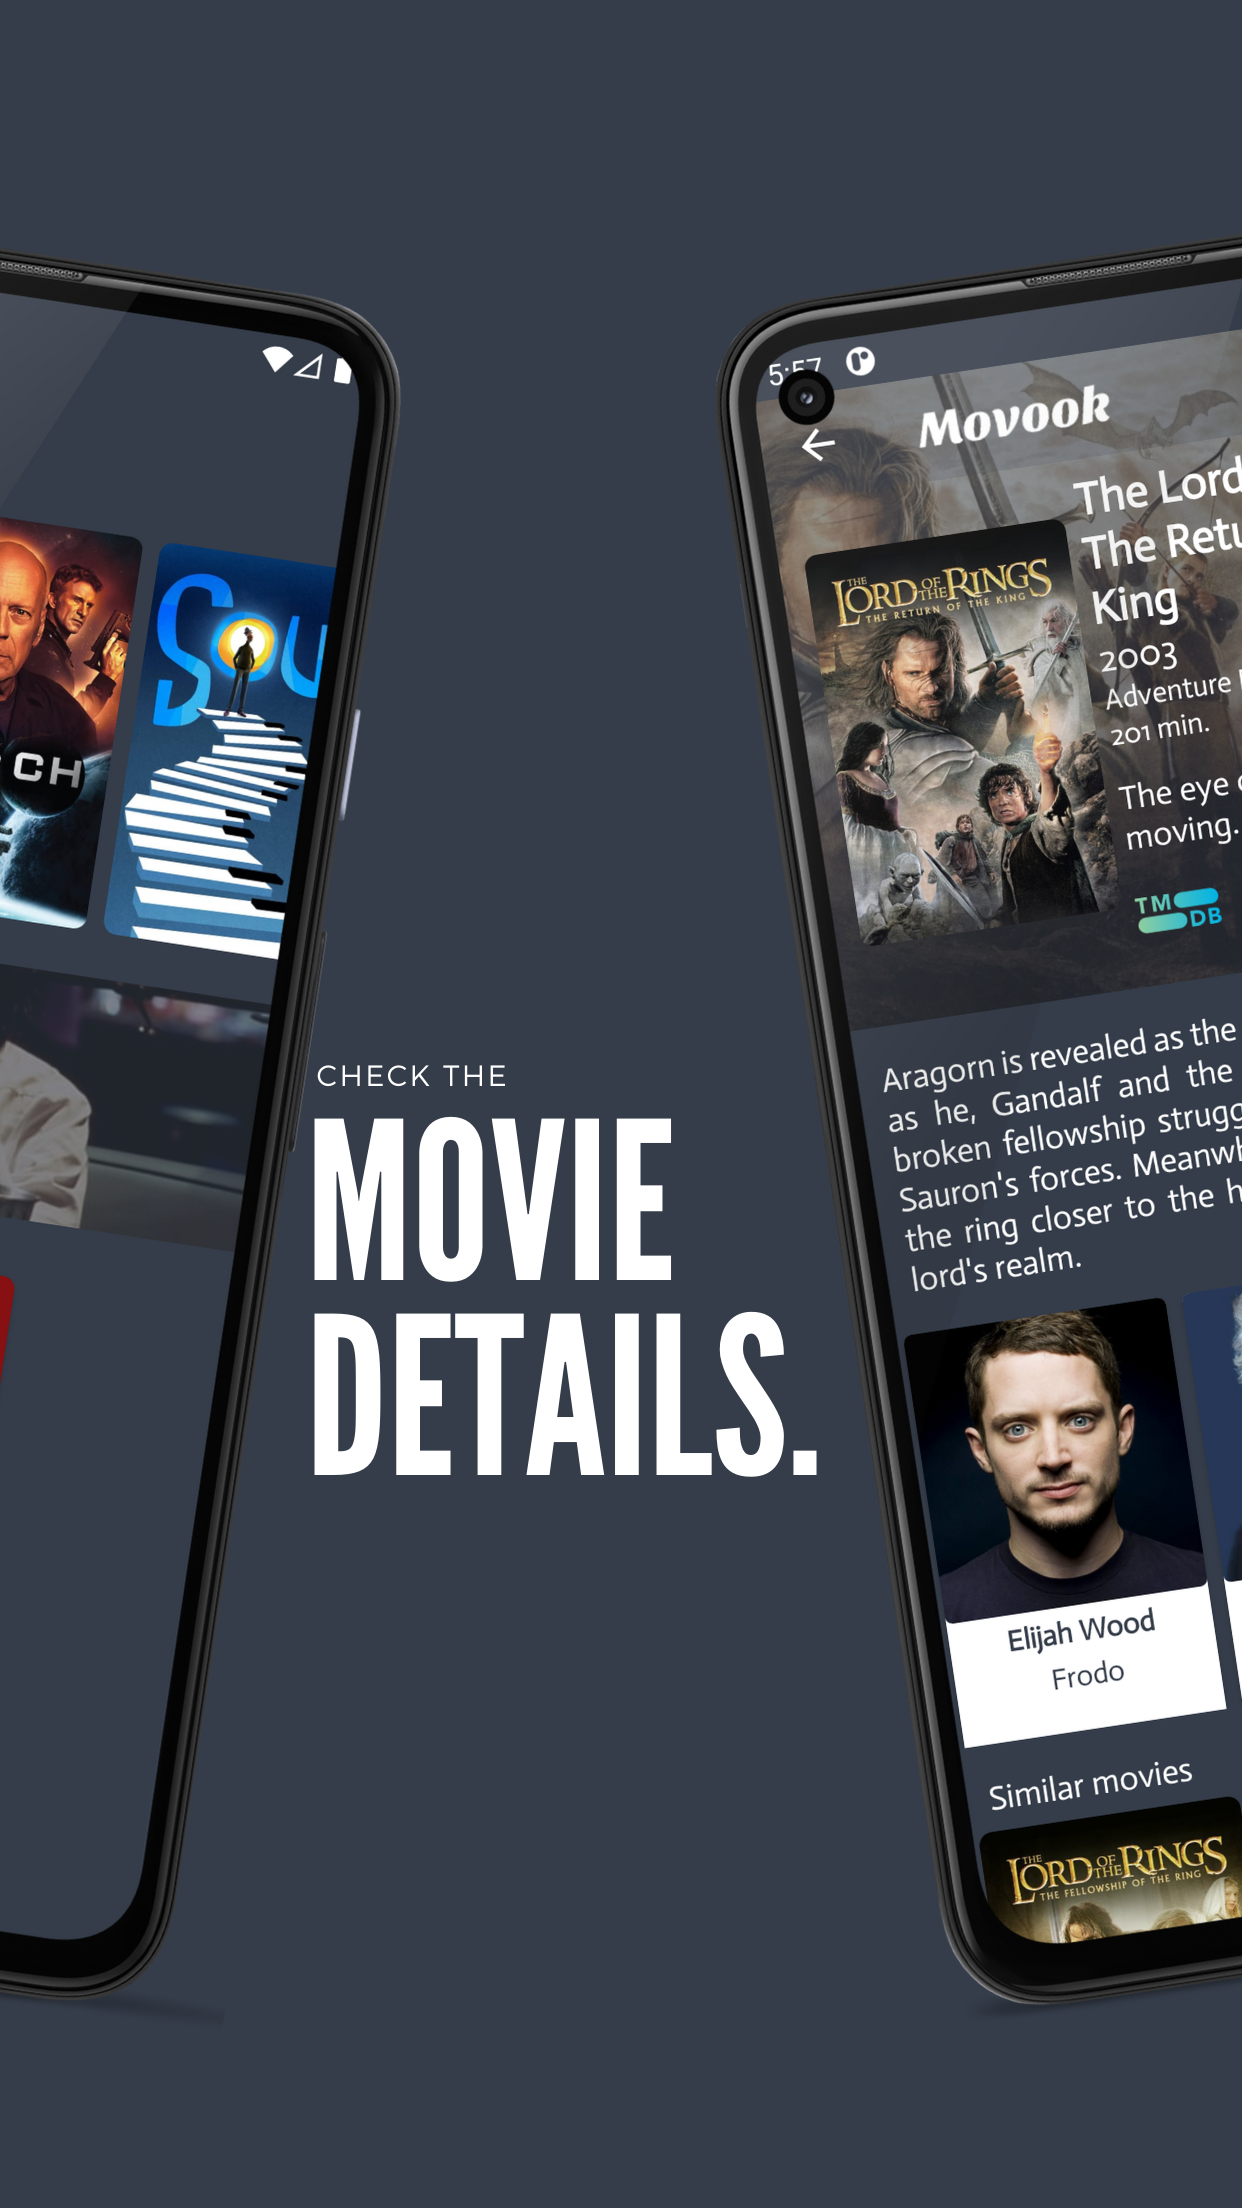 CH
SOU
CHECK THE
MOVIE
DETAILS.
5:57
Movook
The Lord
The Retu
King
2003
Adventure
201 min.
The eye
moving.
TM
DB
THE
LORD OF THE RINGS
THE RETURN OF THE KING
Aragorn is revealed as the
as he, Gandalf and the
broken fellowship strugg
Sauron's forces. Meanwh
the ring closer to the h
lord's realm.
Elijah Wood
Frodo
Similar movies
THE
LORD OF THE RINGS
THE FELLOWSHIP OF THE RING